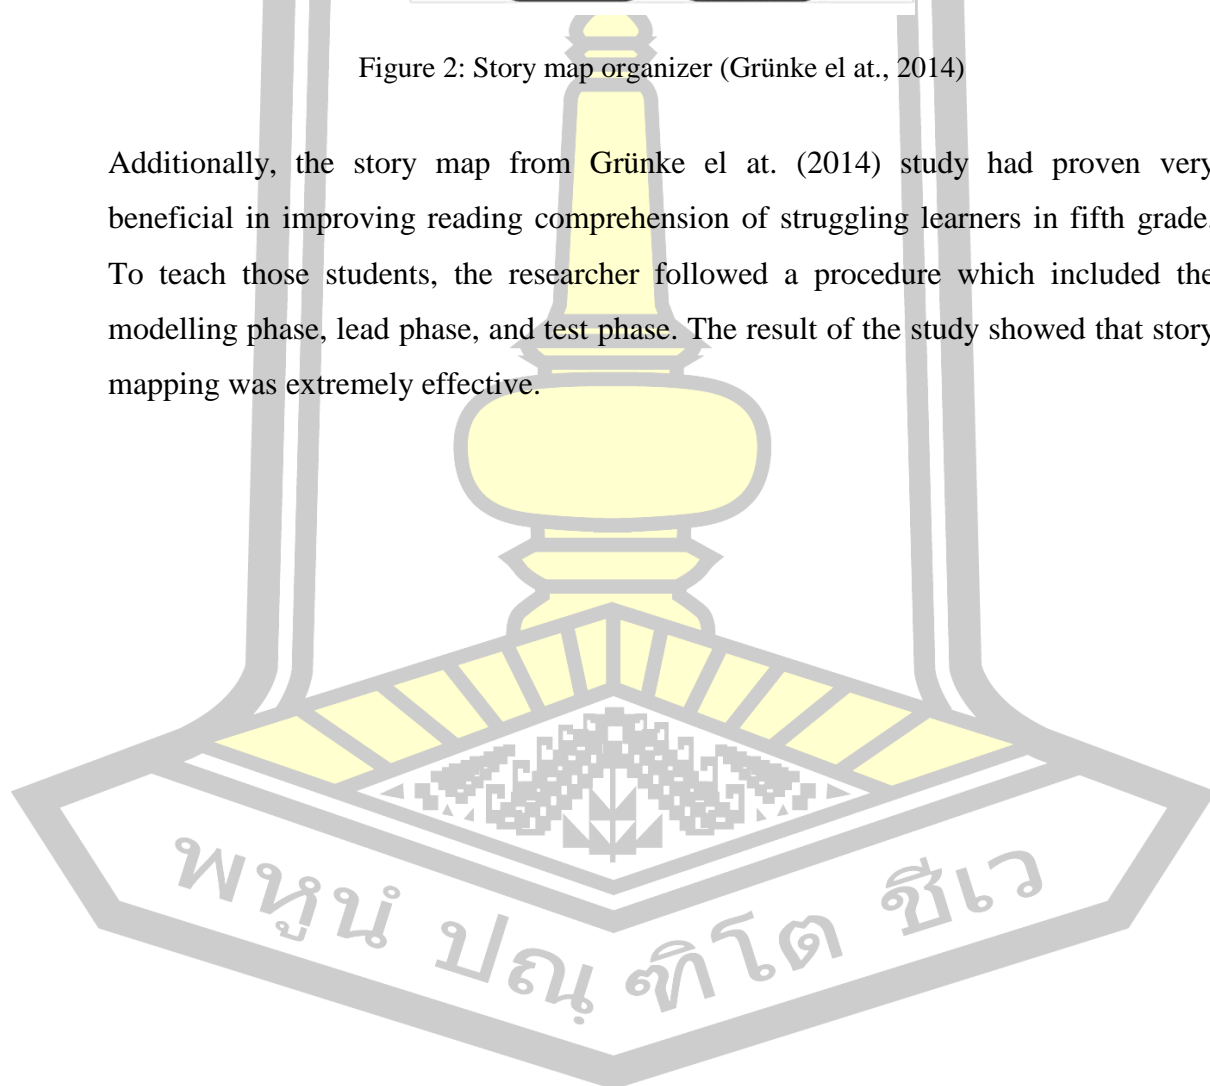 Figure 2: Story map organizer (Grünke el at., 2014)
Additionally, the story map from Grünke el at. (2014) study had proven very
beneficial in improving reading comprehension of struggling learners in fifth grade.
To teach those students, the researcher followed a procedure which included the
modelling phase, lead phase, and test phase. The result of the study showed that story
mapping was extremely effective.
พหูนํ ปณฺฑิโต ชีเว